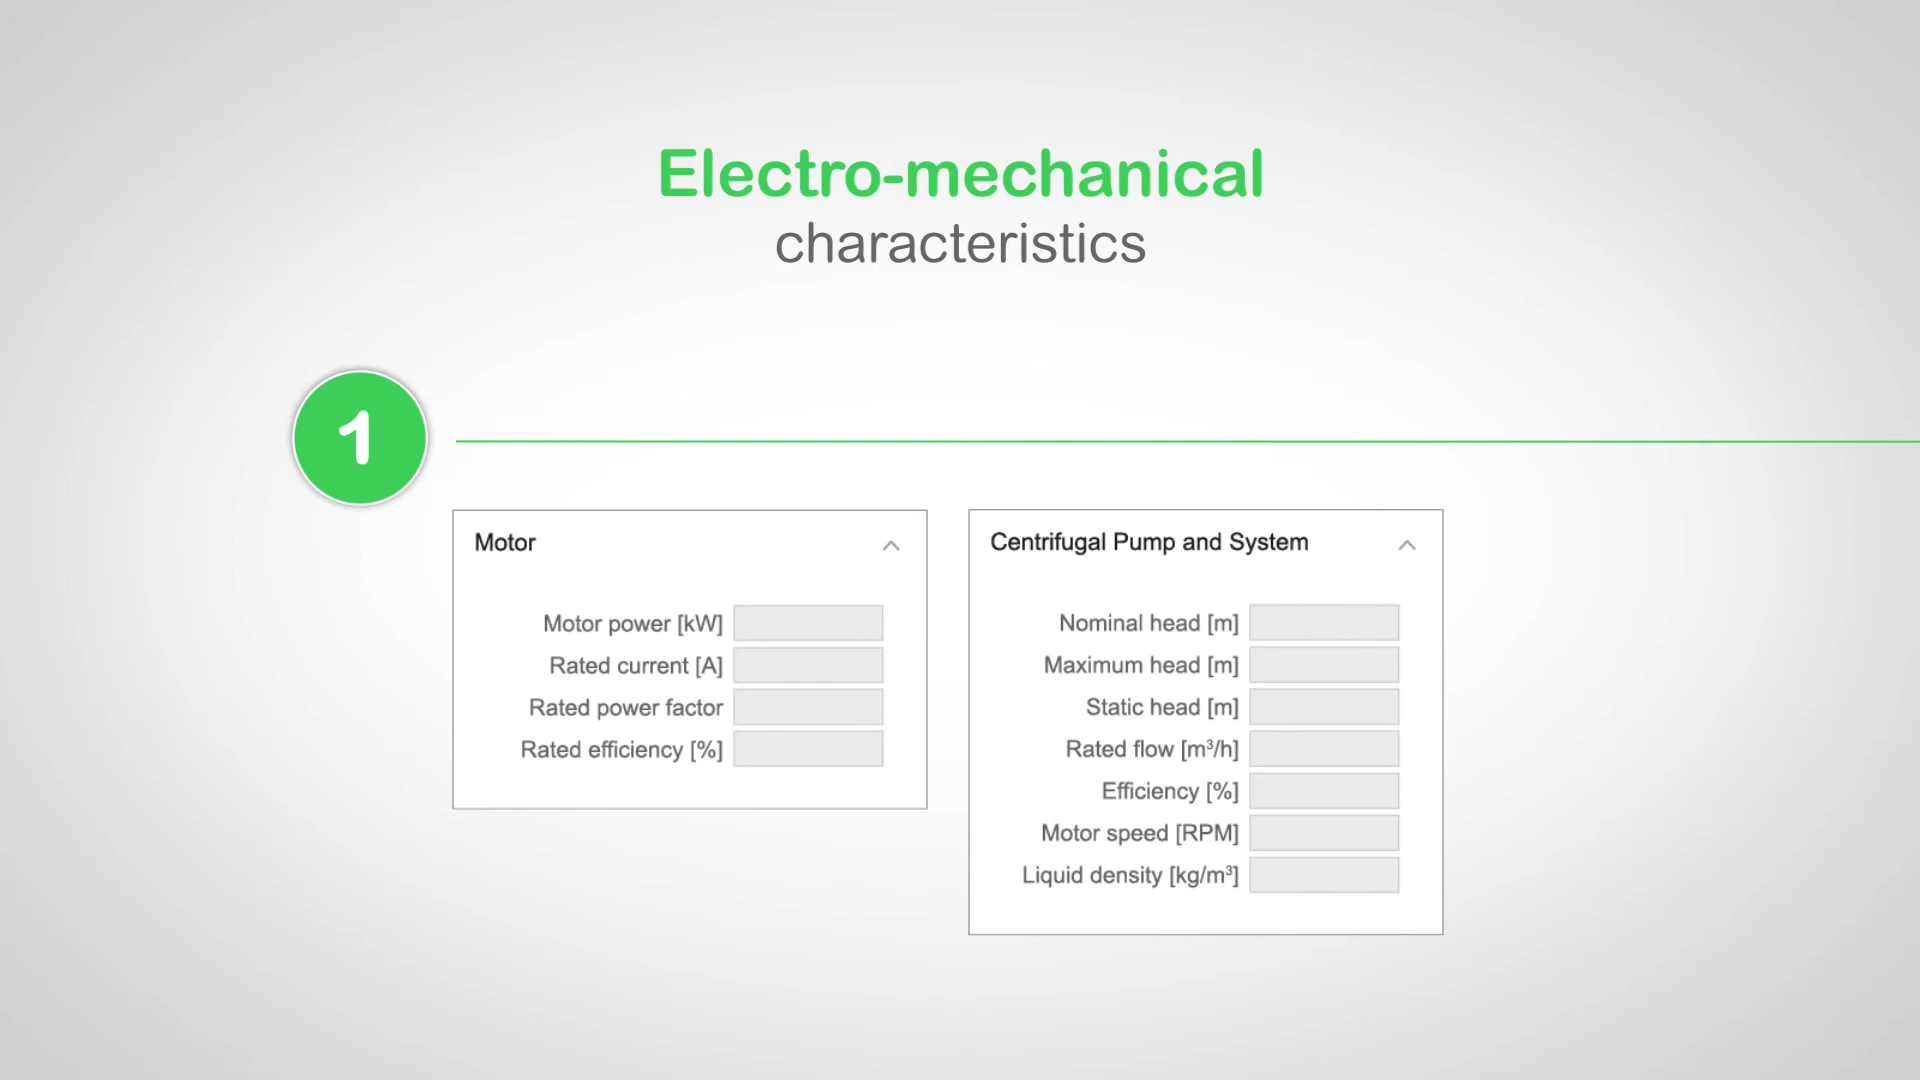 Electro-mechanical
characteristics
1
Motor
Motor power [kW]
Rated current [A]
Rated power factor
Rated efficiency [%]
Centrifugal Pump and System
Nominal head [m]
Maximum head [m]
Static head [m]
Rated flow [m³/h]
Efficiency [%]
Motor speed [RPM]
Liquid density [kg/m³]